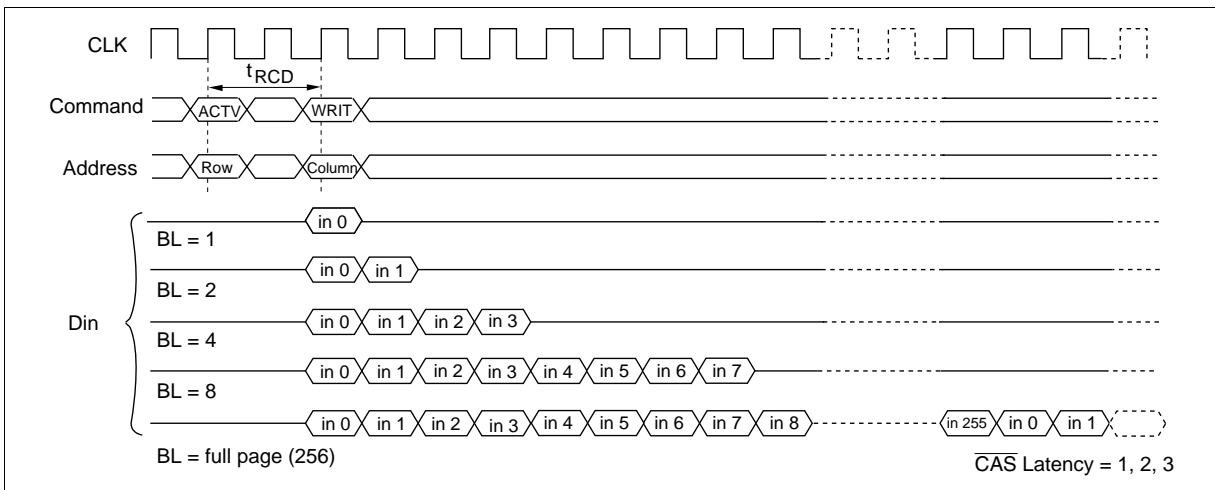 CLK
tRCD
Command ACTV WRIT
Address Row Column
in 0
BL = 1
in 0 in 1
BL = 2
Din
in 0 in 1 in 2 in 3
BL = 4
in 0 in 1 in 2 in 3 in 4 in 5 in 6 in 7
BL = 8
in 0 in 1 in 2 in 3 in 4 in 5 in 6 in 7 in 8 in 255 in 0 in 1
BL = full page (256)
C̅A̅S̅ Latency = 1, 2, 3